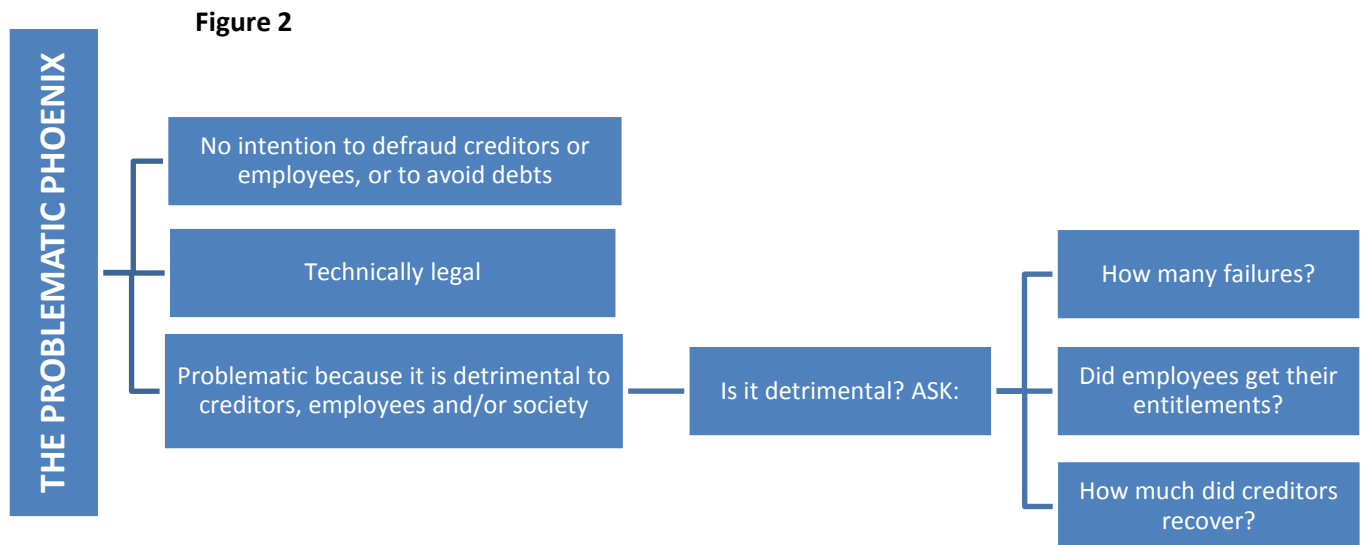 Figure 2
THE PROBLEMATIC PHOENIX
No intention to defraud creditors or
employees, or to avoid debts
Technically legal
Problematic because it is detrimental to
creditors, employees and/or society
Is it detrimental? ASK:
How many failures?
Did employees get their
entitlements?
How much did creditors
recover?